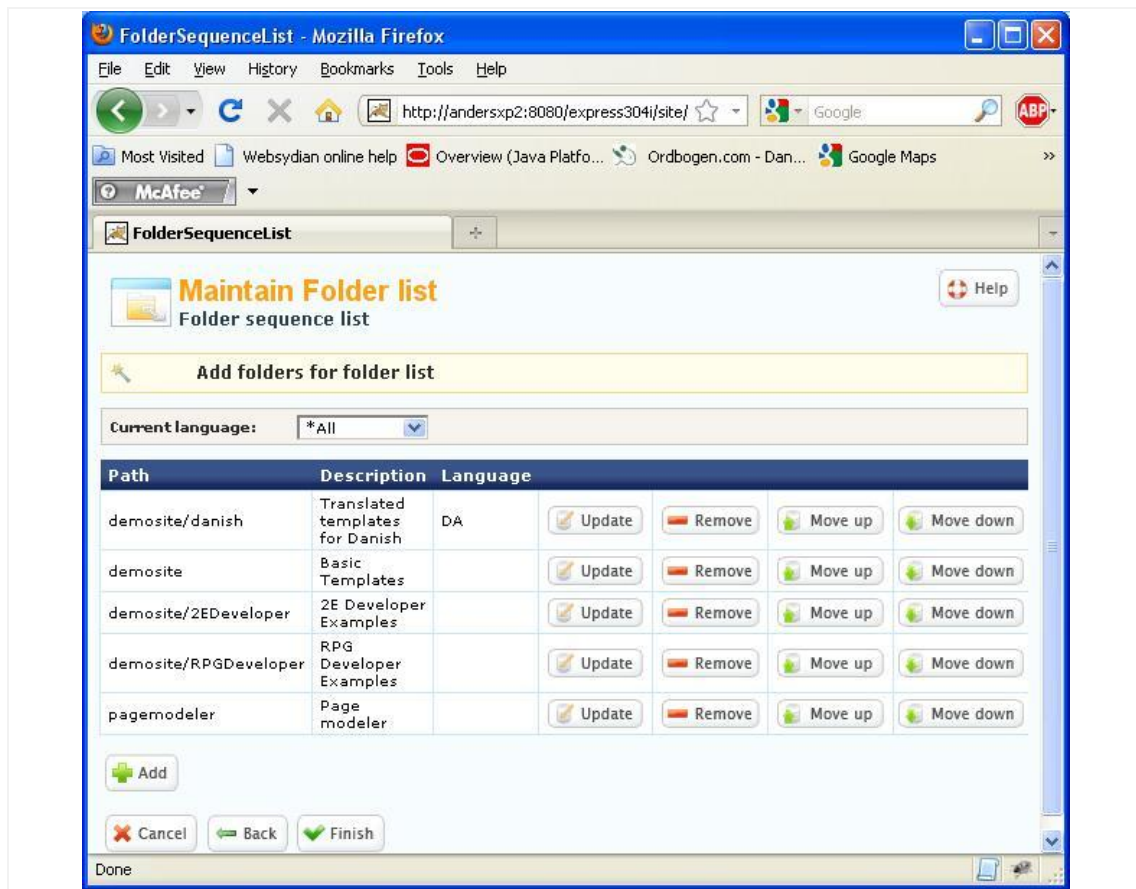 FolderSequenceList - Mozilla Firefox
File Edit View History Bookmarks Tools Help
http://andersxp2:8080/express304i/site/ Google ABP
Most Visited Websydian online help Overview (Java Platfo... Ordbogen.com - Dan... Google Maps »
McAfee
FolderSequenceList
Maintain Folder list
Help
Folder sequence list
Add folders for folder list
Current language: *All
Path Description Language
demosite/danish Translated templates for Danish DA Update Remove Move up Move down
demosite Basic Templates Update Remove Move up Move down
demosite/2EDeveloper 2E Developer Examples Update Remove Move up Move down
demosite/RPGDeveloper RPG Developer Examples Update Remove Move up Move down
pagemodeler Page modeler Update Remove Move up Move down
Add
Cancel Back Finish
Done